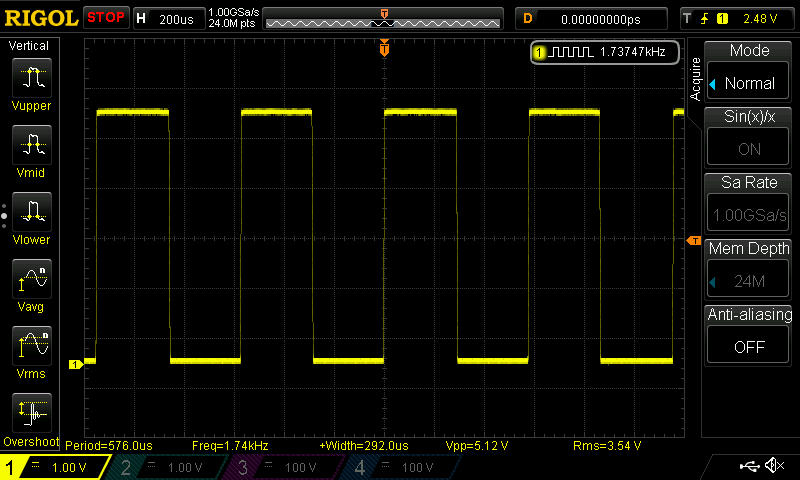 RIGOL STOP H 200us 1.00GSa/s 24.0M pts T D 0.00000000ps T 1 2.48 V
Vertical
1 1.73747kHz
T
Acquire
Mode
Normal
Sin(x)/x
ON
Sa Rate
1.00GSa/s
Mem Depth
24M
Anti-aliasing
OFF
Vupper
Vmid
Vlower
n
Vavg
n
Vrms
Overshoot
T
1
Period=576.0us Freq=1.74kHz +Width=292.0us Vpp=5.12 V Rms=3.54 V
1 1.00 V 2 1.00 V 3 100 V 4 100 V